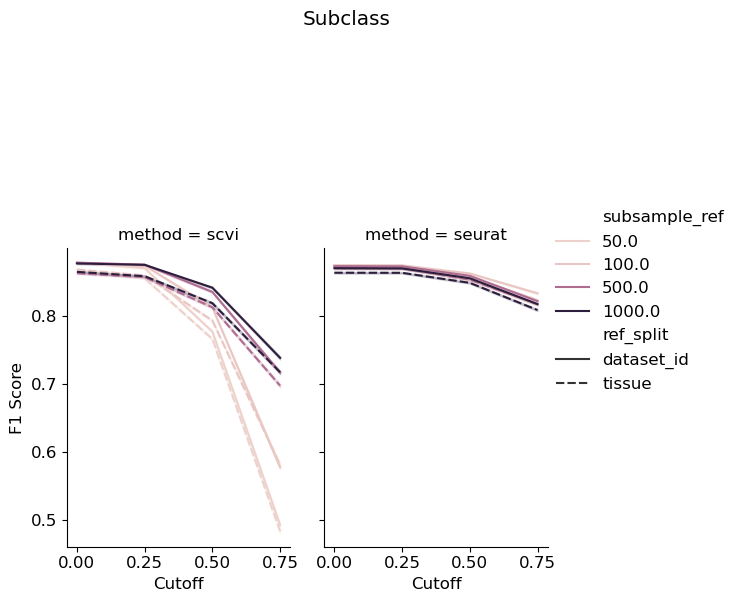 Subclass
method = scvi
method = seurat
F1 Score
0.8
0.7
0.6
0.5
0.00 0.25 0.50 0.75
0.00 0.25 0.50 0.75
Cutoff
Cutoff
subsample_ref
50.0
100.0
500.0
1000.0
ref_split
dataset_id
tissue